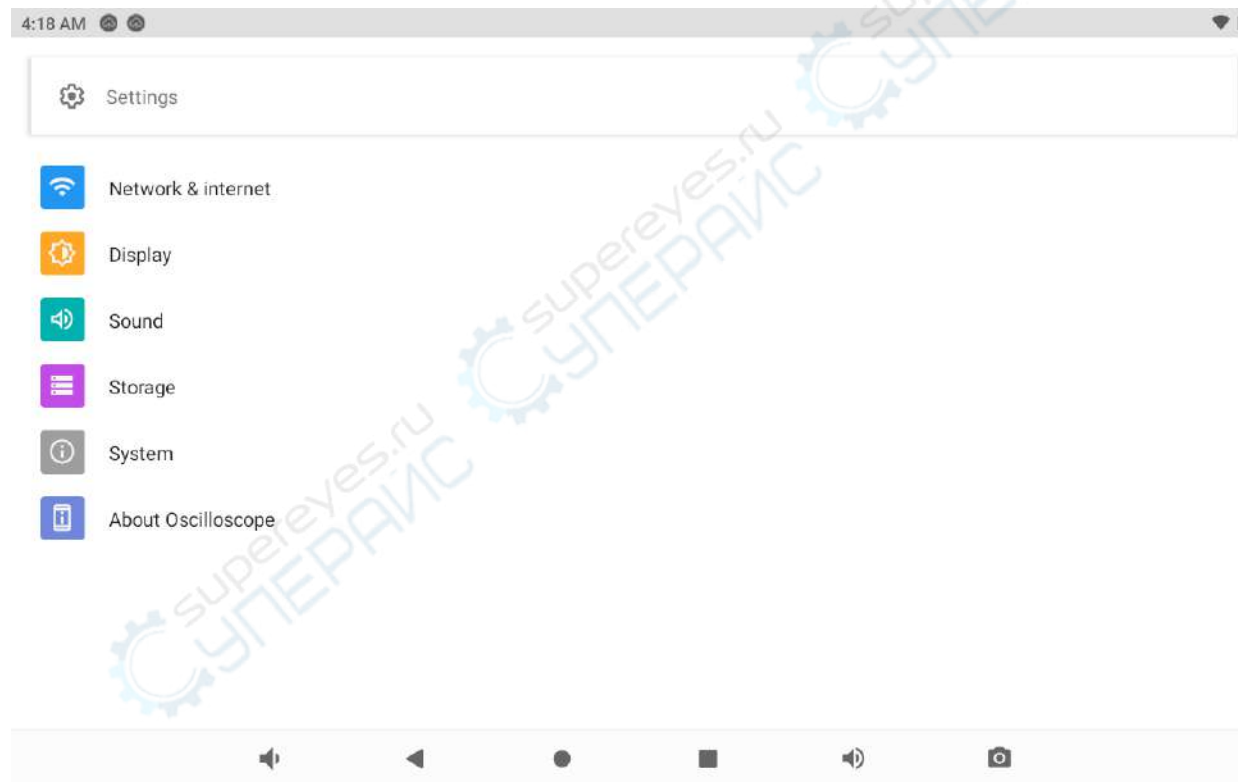 4:18 AM
Settings
Network & internet
Display
Sound
Storage
System
About Oscilloscope
supereyes.ru
СУПЕРАЙС
supereyes.ru
СУПЕРАЙС
supereyes.ru
СУПЕРАЙС